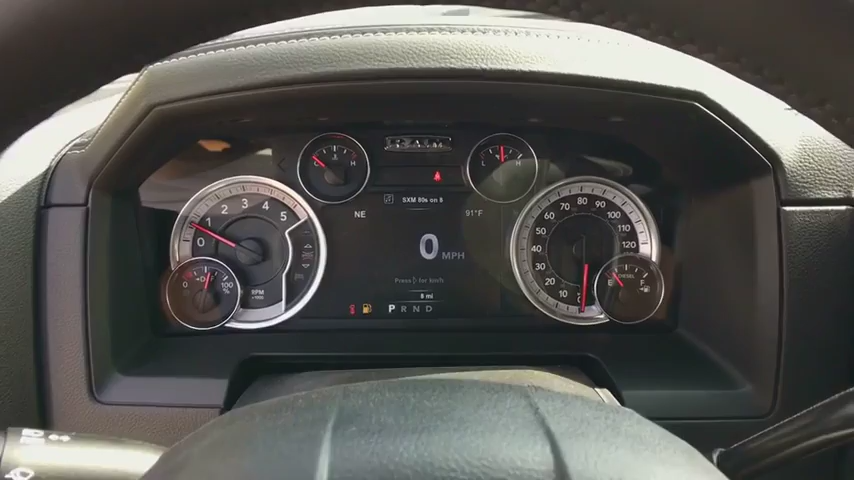 RAM
C H
L H
SXM 80s on 8
NE 91°F
0 MPH
Press for km/h
8 mi
P R N D
0 1 2 3 4 5
RPM
x1000
0 100
%
10 20 30 40 50 60 70 80 90 100 110 120
DIESEL
E F